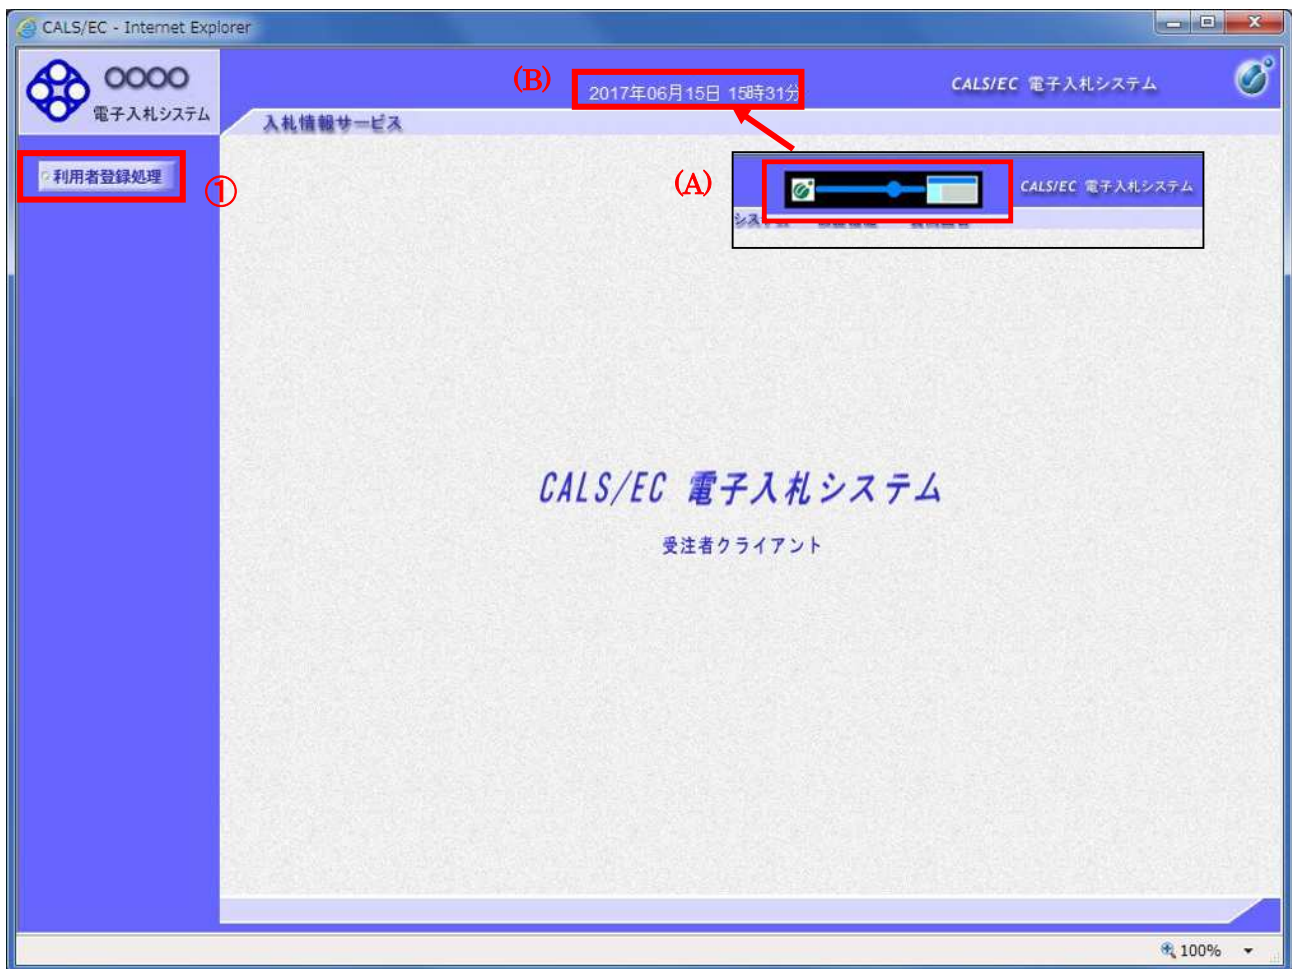 CALS/EC - Internet Explorer
○○○○
電子入札システム
(B)
2017年06月15日 15時31分
CALS/EC 電子入札システム
入札情報サービス
利用者登録処理
①
(A)
CALS/EC 電子入札システム
CALS/EC 電子入札システム
受注者クライアント
100%